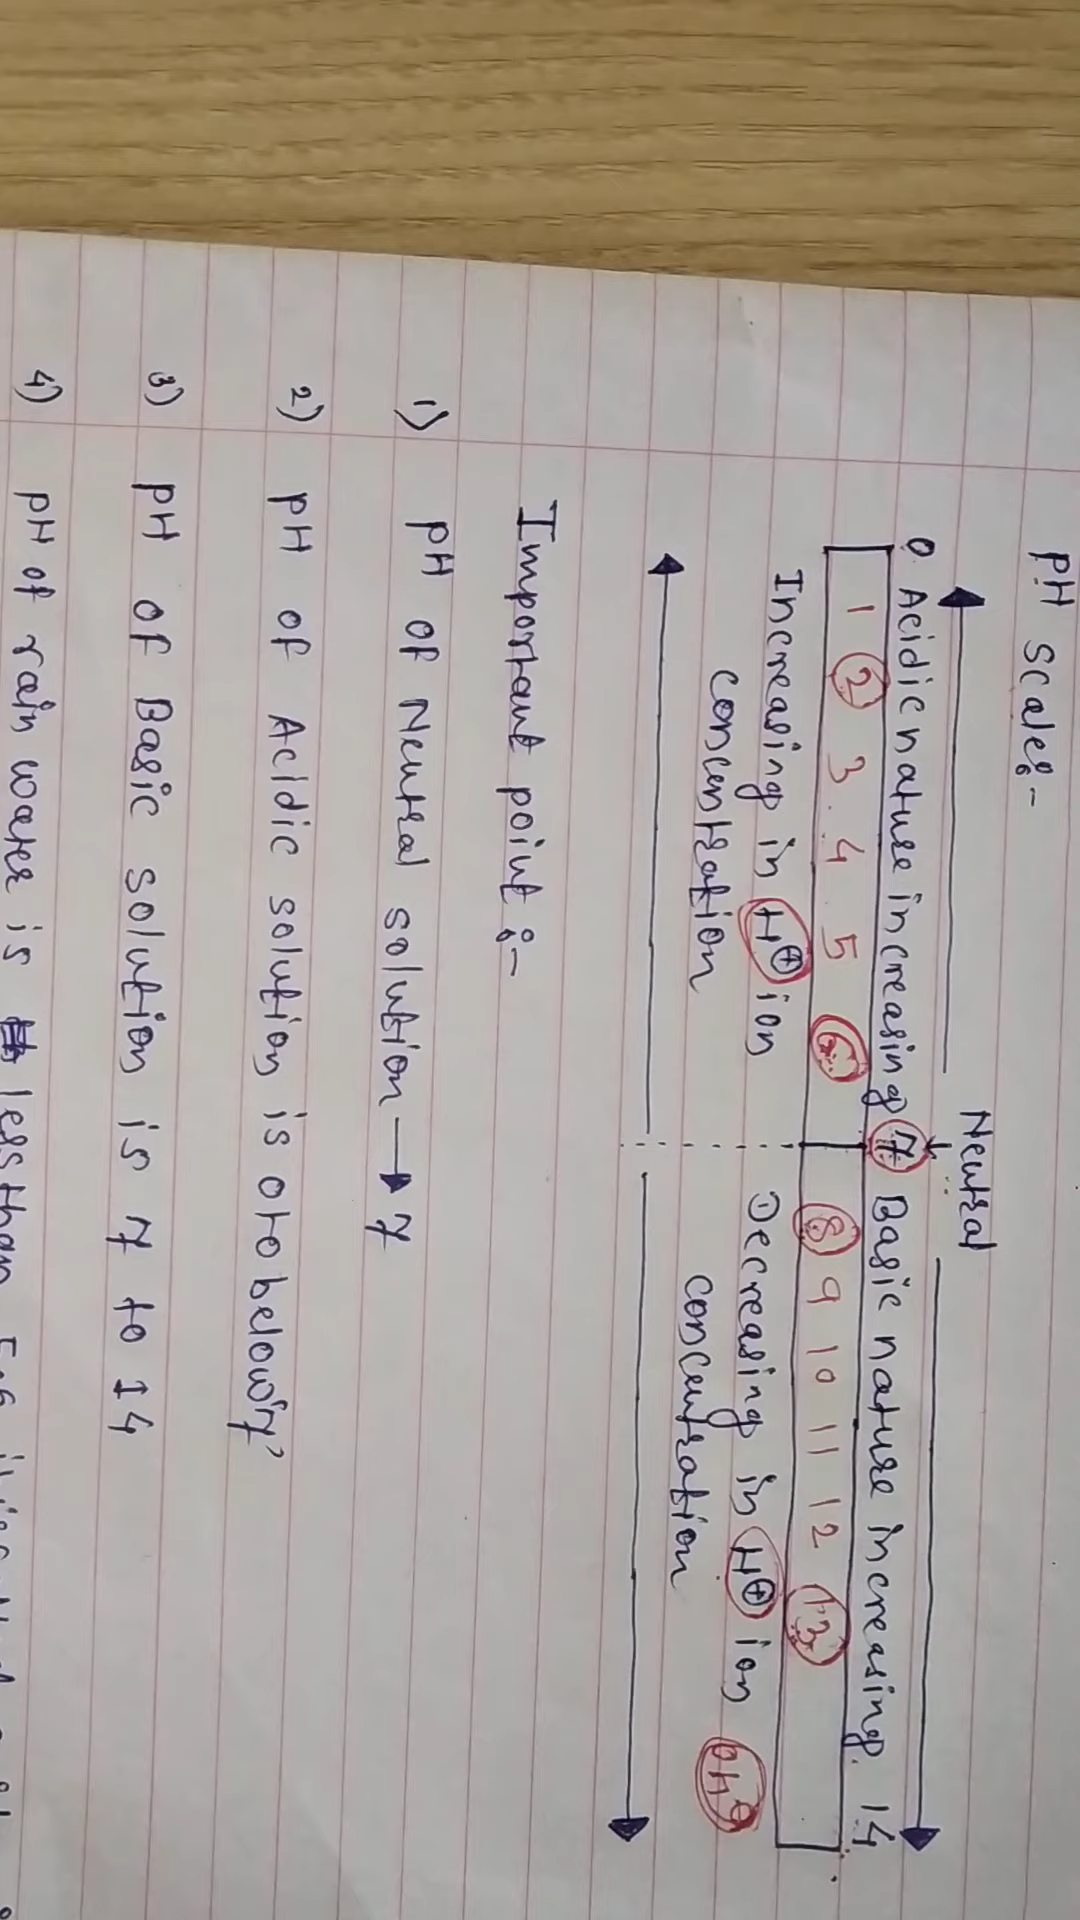 pH Scale:-
Neutral
0 Acidic nature increasing 7 Basic nature increasing. 14
1 2 3 4 5 6 8 9 10 11 12 13
Increasing in H⊕ ion Decreasing in H⊕ ion OH⊖
concentration concentration
Important point :-
1) pH of Neutral solution → 7
2) pH of Acidic solution is 0 to below '7'
3) pH of Basic solution is 7 to 14
4) pH of rain water is less than 5.6